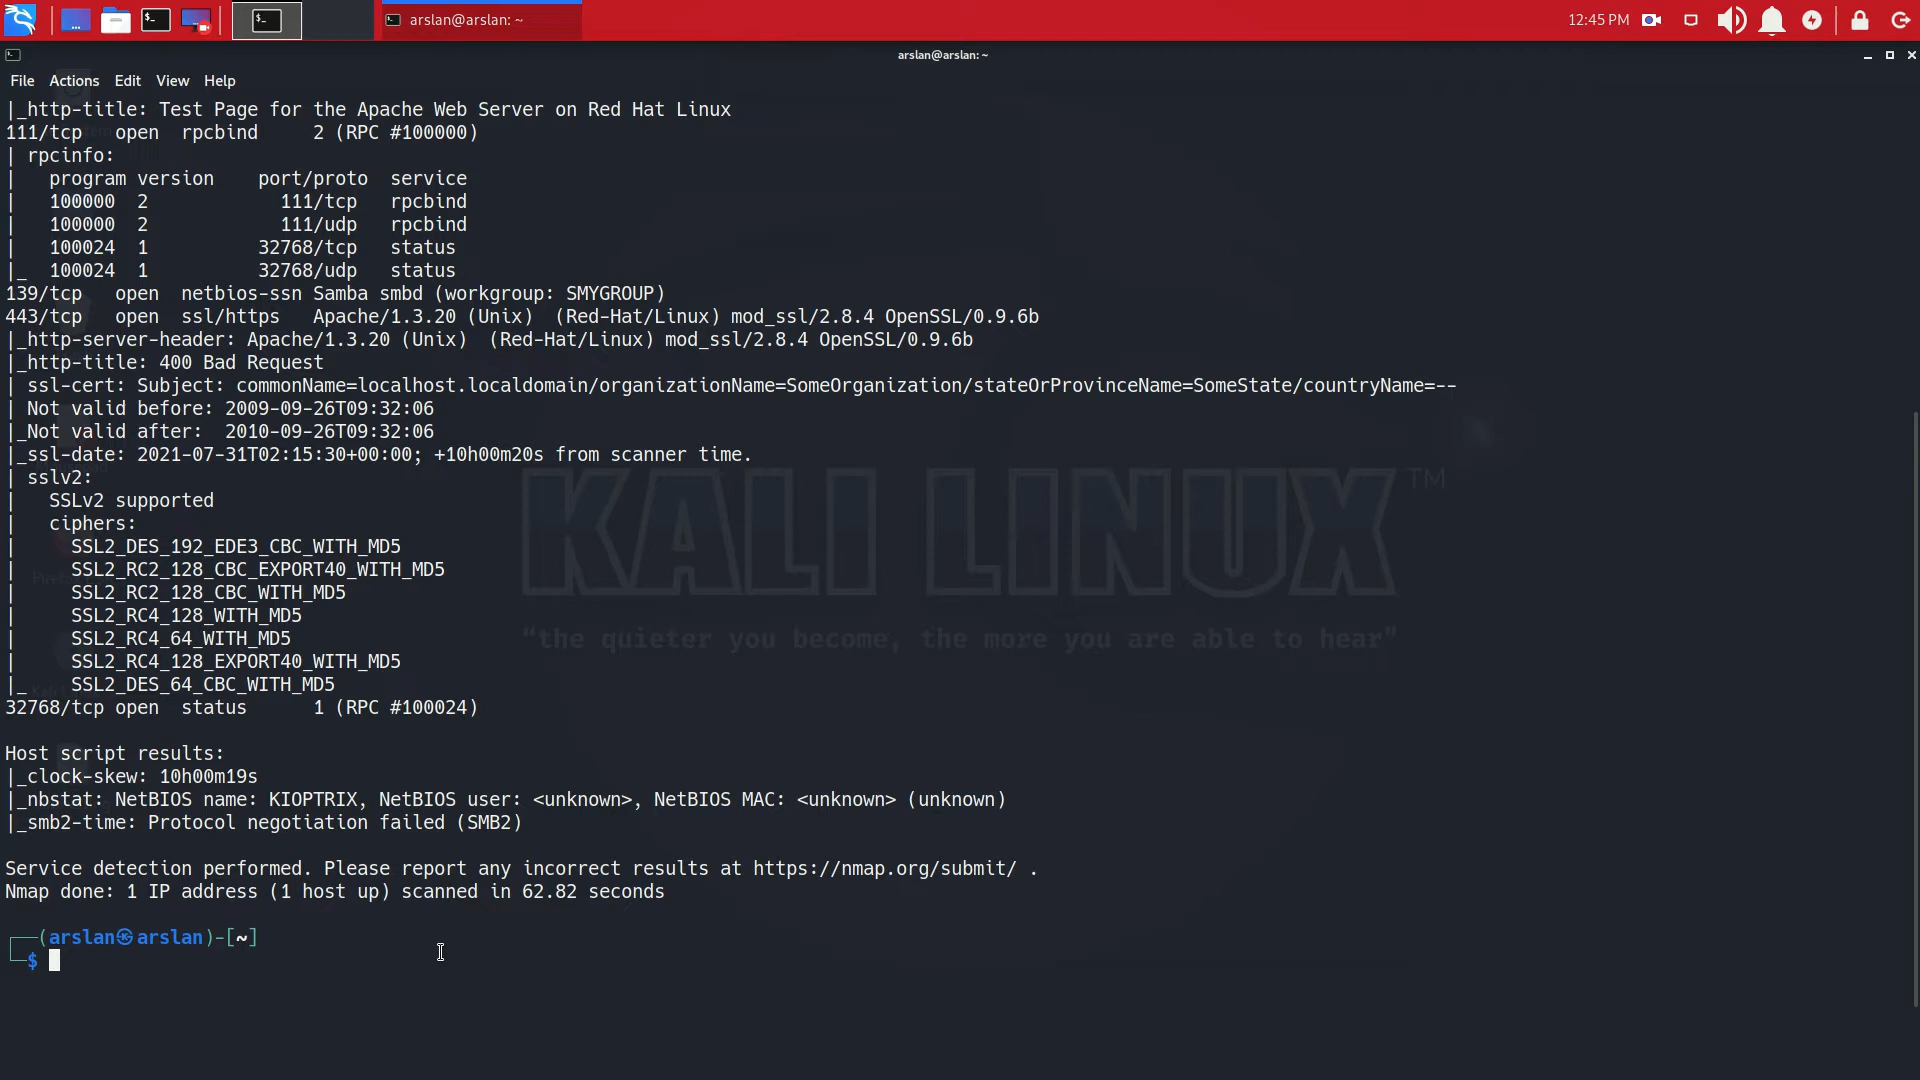 arslan@arslan: ~
12:45 PM
arslan@arslan: ~
File Actions Edit View Help
|_http-title: Test Page for the Apache Web Server on Red Hat Linux
111/tcp   open  rpcbind     2 (RPC #100000)
| rpcinfo:
|   program version    port/proto  service
|   100000  2            111/tcp   rpcbind
|   100000  2            111/udp   rpcbind
|   100024  1          32768/tcp   status
|_  100024  1          32768/udp   status
139/tcp   open  netbios-ssn Samba smbd (workgroup: SMYGROUP)
443/tcp   open  ssl/https   Apache/1.3.20 (Unix)  (Red-Hat/Linux) mod_ssl/2.8.4 OpenSSL/0.9.6b
|_http-server-header: Apache/1.3.20 (Unix)  (Red-Hat/Linux) mod_ssl/2.8.4 OpenSSL/0.9.6b
|_http-title: 400 Bad Request
| ssl-cert: Subject: commonName=localhost.localdomain/organizationName=SomeOrganization/stateOrProvinceName=SomeState/countryName=--
| Not valid before: 2009-09-26T09:32:06
|_Not valid after:  2010-09-26T09:32:06
|_ssl-date: 2021-07-31T02:15:30+00:00; +10h00m20s from scanner time.
| sslv2:
|   SSLv2 supported
|   ciphers:
|     SSL2_DES_192_EDE3_CBC_WITH_MD5
|     SSL2_RC2_128_CBC_EXPORT40_WITH_MD5
|     SSL2_RC2_128_CBC_WITH_MD5
|     SSL2_RC4_128_WITH_MD5
|     SSL2_RC4_64_WITH_MD5
|     SSL2_RC4_128_EXPORT40_WITH_MD5
|_    SSL2_DES_64_CBC_WITH_MD5
32768/tcp open  status      1 (RPC #100024)
Host script results:
|_clock-skew: 10h00m19s
|_nbstat: NetBIOS name: KIOPTRIX, NetBIOS user: <unknown>, NetBIOS MAC: <unknown> (unknown)
|_smb2-time: Protocol negotiation failed (SMB2)
Service detection performed. Please report any incorrect results at https://nmap.org/submit/ .
Nmap done: 1 IP address (1 host up) scanned in 62.82 seconds
┌──(arslan㉿arslan)-[~]
└─$
KALI LINUX ™
“the quieter you become, the more you are able to hear”